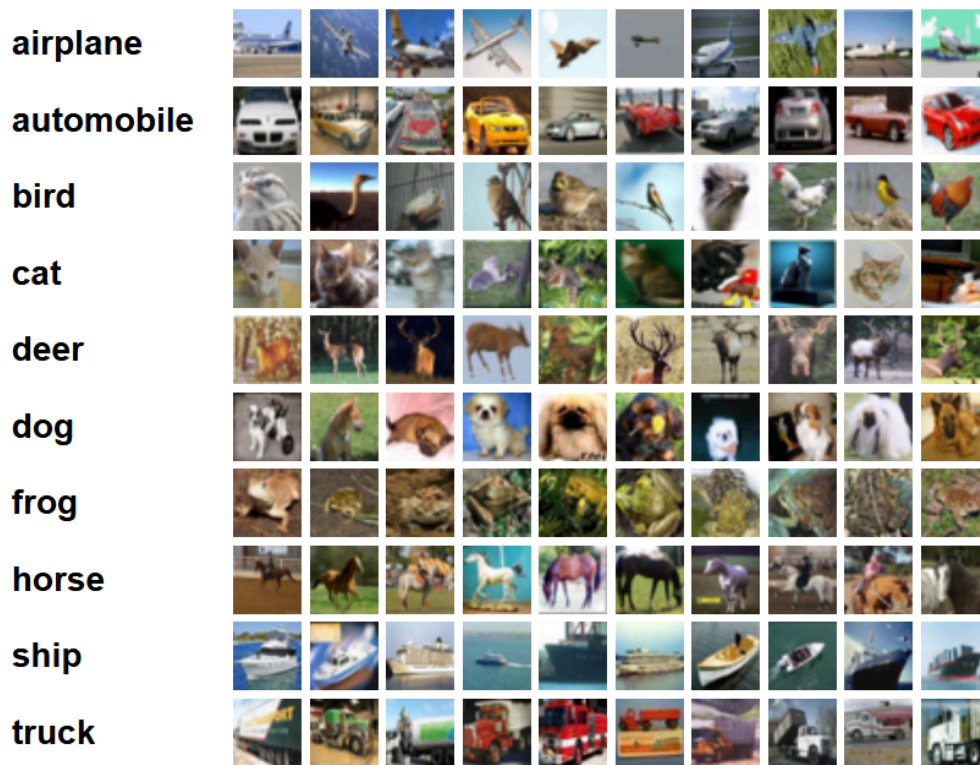 airplane
automobile
bird
cat
deer
dog
frog
horse
ship
truck